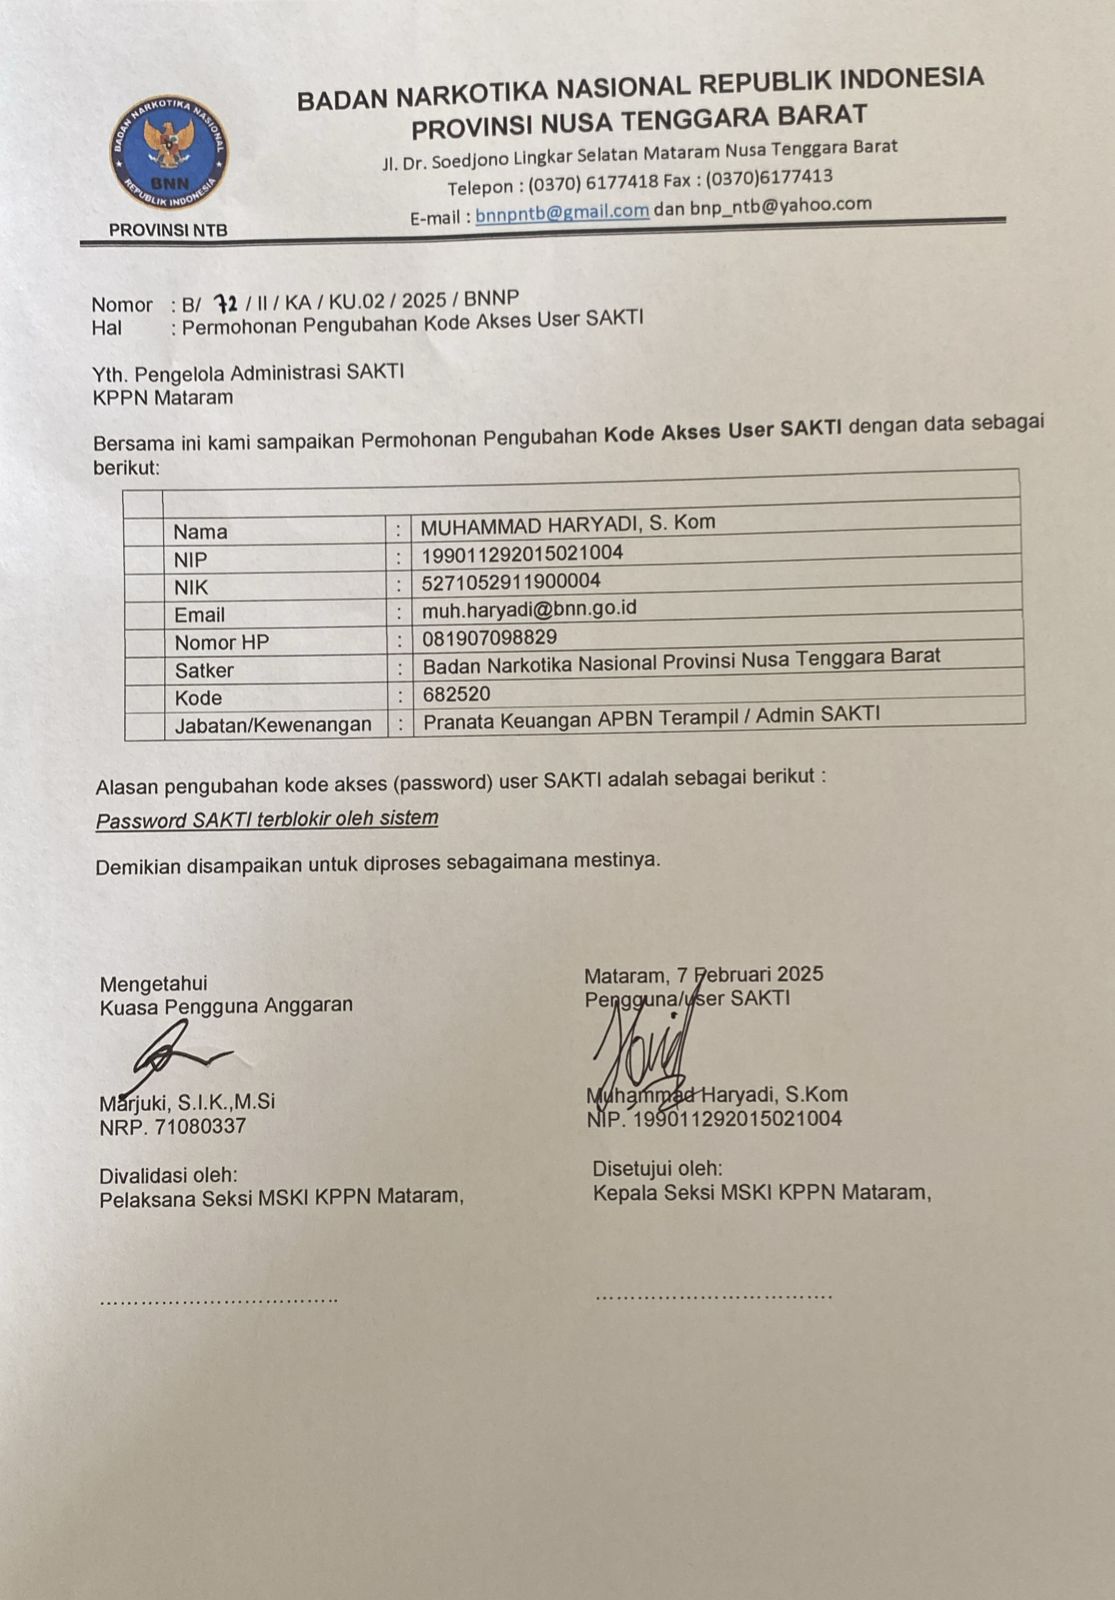 BADAN NARKOTIKA NASIONAL REPUBLIK INDONESIA
PROVINSI NUSA TENGGARA BARAT
Jl. Dr. Soedjono Lingkar Selatan Mataram Nusa Tenggara Barat
Telepon : (0370) 6177418 Fax : (0370)6177413
E-mail : bnnpntb@gmail.com dan bnp_ntb@yahoo.com
BADAN NARKOTIKA NASIONAL
BNN
REPUBLIK INDONESIA
PROVINSI NTB
Nomor : B/ 72 / II / KA / KU.02 / 2025 / BNNP
Hal : Permohonan Pengubahan Kode Akses User SAKTI
Yth. Pengelola Administrasi SAKTI
KPPN Mataram
Bersama ini kami sampaikan Permohonan Pengubahan Kode Akses User SAKTI dengan data sebagai
berikut:
Nama : MUHAMMAD HARYADI, S. Kom
NIP : 199011292015021004
NIK : 5271052911900004
Email : muh.haryadi@bnn.go.id
Nomor HP : 081907098829
Satker : Badan Narkotika Nasional Provinsi Nusa Tenggara Barat
Kode : 682520
Jabatan/Kewenangan : Pranata Keuangan APBN Terampil / Admin SAKTI
Alasan pengubahan kode akses (password) user SAKTI adalah sebagai berikut :
Password SAKTI terblokir oleh sistem
Demikian disampaikan untuk diproses sebagaimana mestinya.
Mengetahui
Kuasa Pengguna Anggaran
Marjuki, S.I.K.,M.Si
NRP. 71080337
Mataram, 7 Februari 2025
Pengguna/user SAKTI
Muhammad Haryadi, S.Kom
NIP. 199011292015021004
Divalidasi oleh:
Pelaksana Seksi MSKI KPPN Mataram,
...................................
Disetujui oleh:
Kepala Seksi MSKI KPPN Mataram,
...................................